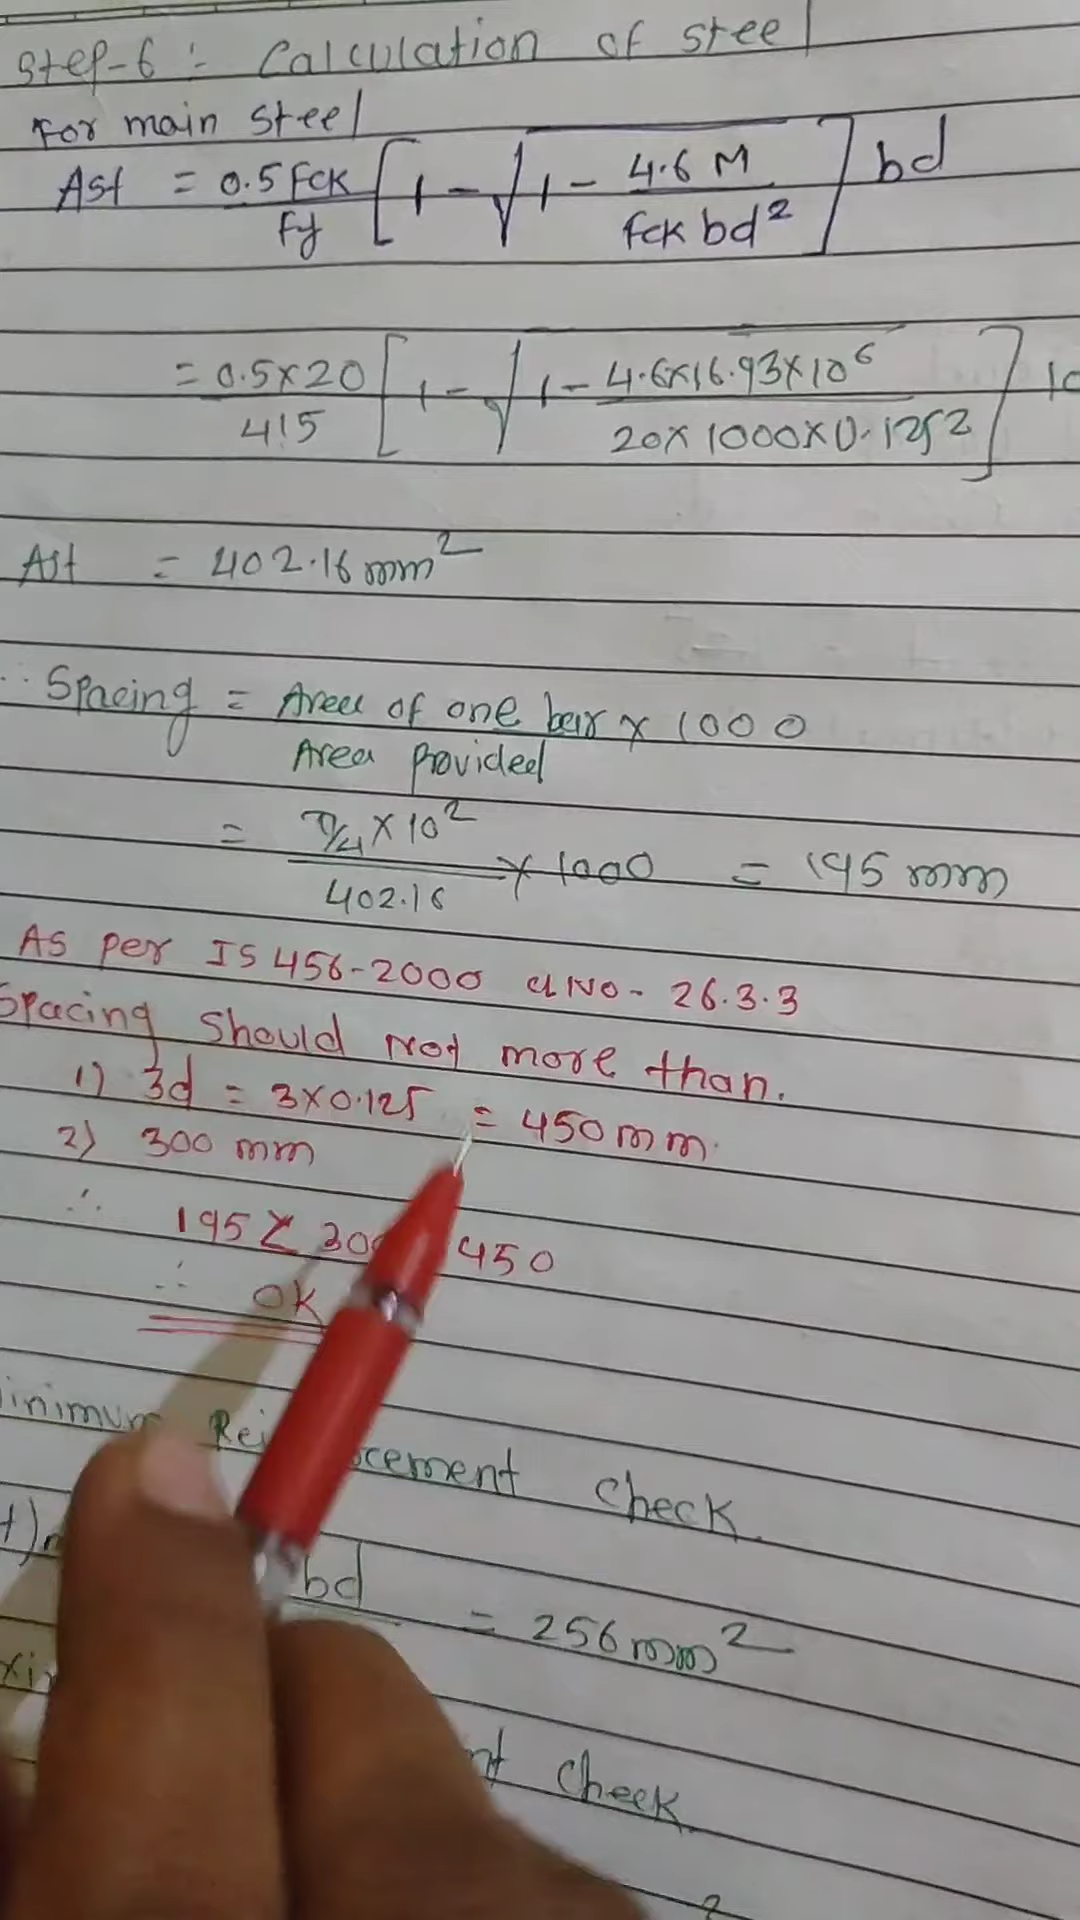 Step-6 : Calculation of steel
For main steel
Ast = 0.5 Fck / Fy [ 1 - √ 1 - 4.6 M / Fck bd² ] bd
= 0.5×20 / 415 [ 1 - √ 1 - 4.6×16.93×10⁶ / 20×1000×0.125² ]
Ast = 402.16 mm²
∴ Spacing = Area of one bar × 1000
Area Provided
= π/4 × 10² / 402.16 × 1000 = 195 mm
As per IS 456-2000 cl No- 26.3.3
Spacing should not more than.
1) 3d = 3×0.125 = 450 mm.
2) 300 mm
∴ 195 < 300 450
∴ OK
Reinforcement check
bd = 256 mm²
check